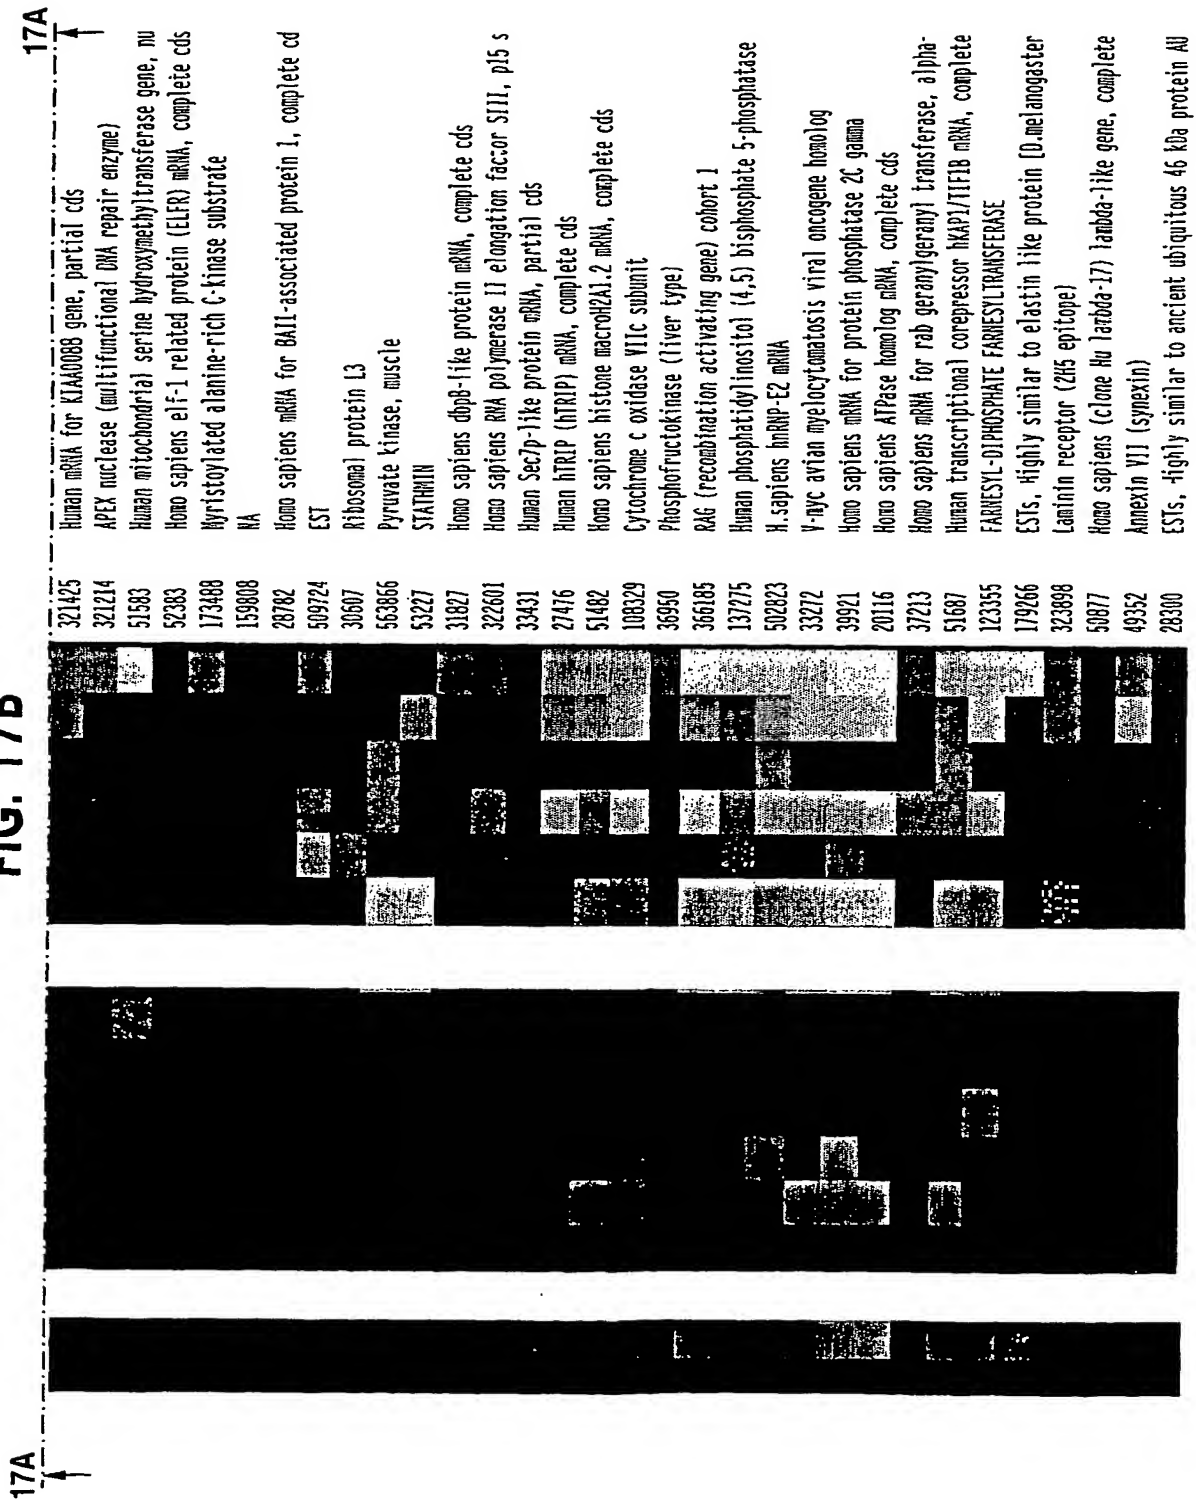 FIG. 17B
17A
17A
321425 Human mRNA for KIAA0088 gene, partial cds
321214 APEX nuclease (multifunctional DNA repair enzyme)
51583 Human mitochondrial serine hydroxymethyltransferase gene, nu
62383 Homo sapiens elf-1 related protein (ELFR) mRNA, complete cds
173488 Myristoylated alanine-rich C-kinase substrate
159808 NA
28782 Homo sapiens mRNA for BAII-associated protein 1, complete cd
509724 EST
30607 Ribosomal protein L3
563866 Pyruvate kinase, muscle
53227 STATHMIN
31827 Homo sapiens dbpB-like protein mRNA, complete cds
322601 Homo sapiens RNA polymerase II elongation factor SIII, p15 s
33431 Human Sec7p-like protein mRNA, partial cds
27476 Human hTRIP (hTRIP) mRNA, complete cds
51482 Homo sapiens histone macroH2A1.2 mRNA, complete cds
108329 Cytochrome c oxidase VIIc subunit
36950 Phosphofructokinase (liver type)
366185 RAG (recombination activating gene) cohort 1
137275 Human phosphatidylinositol (4,5) bisphosphate 5-phosphatase
502823 H.sapiens hnRNP-E2 mRNA
33272 V-myc avian myelocytomatosis viral oncogene homolog
39921 Homo sapiens mRNA for protein phosphatase 2C gamma
20116 Homo sapiens ATPase homolog mRNA, complete cds
37213 Homo sapiens mRNA for rab geranylgeranyl transferase, alpha-
51687 Human transcriptional corepressor hKAP1/TIF1B mRNA, complete
123355 FARNESYL-DIPHOSPHATE FARNESYLTRANSFERASE
179266 ESTs, Highly similar to elastin like protein [D.melanogaster
323898 Laminin receptor (2H5 epitope)
50877 Homo sapiens (clone Hu lambda-17) lambda-like gene, complete
49352 Annexin VII (synexin)
28300 ESTs, Highly similar to ancient ubiquitous 46 kDa protein AU